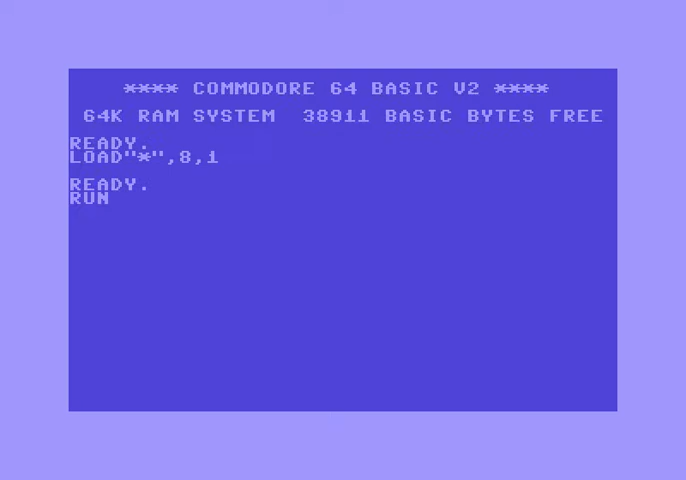 **** COMMODORE 64 BASIC V2 ****
64K RAM SYSTEM 38911 BASIC BYTES FREE
READY.
LOAD"*",8,1
READY.
RUN